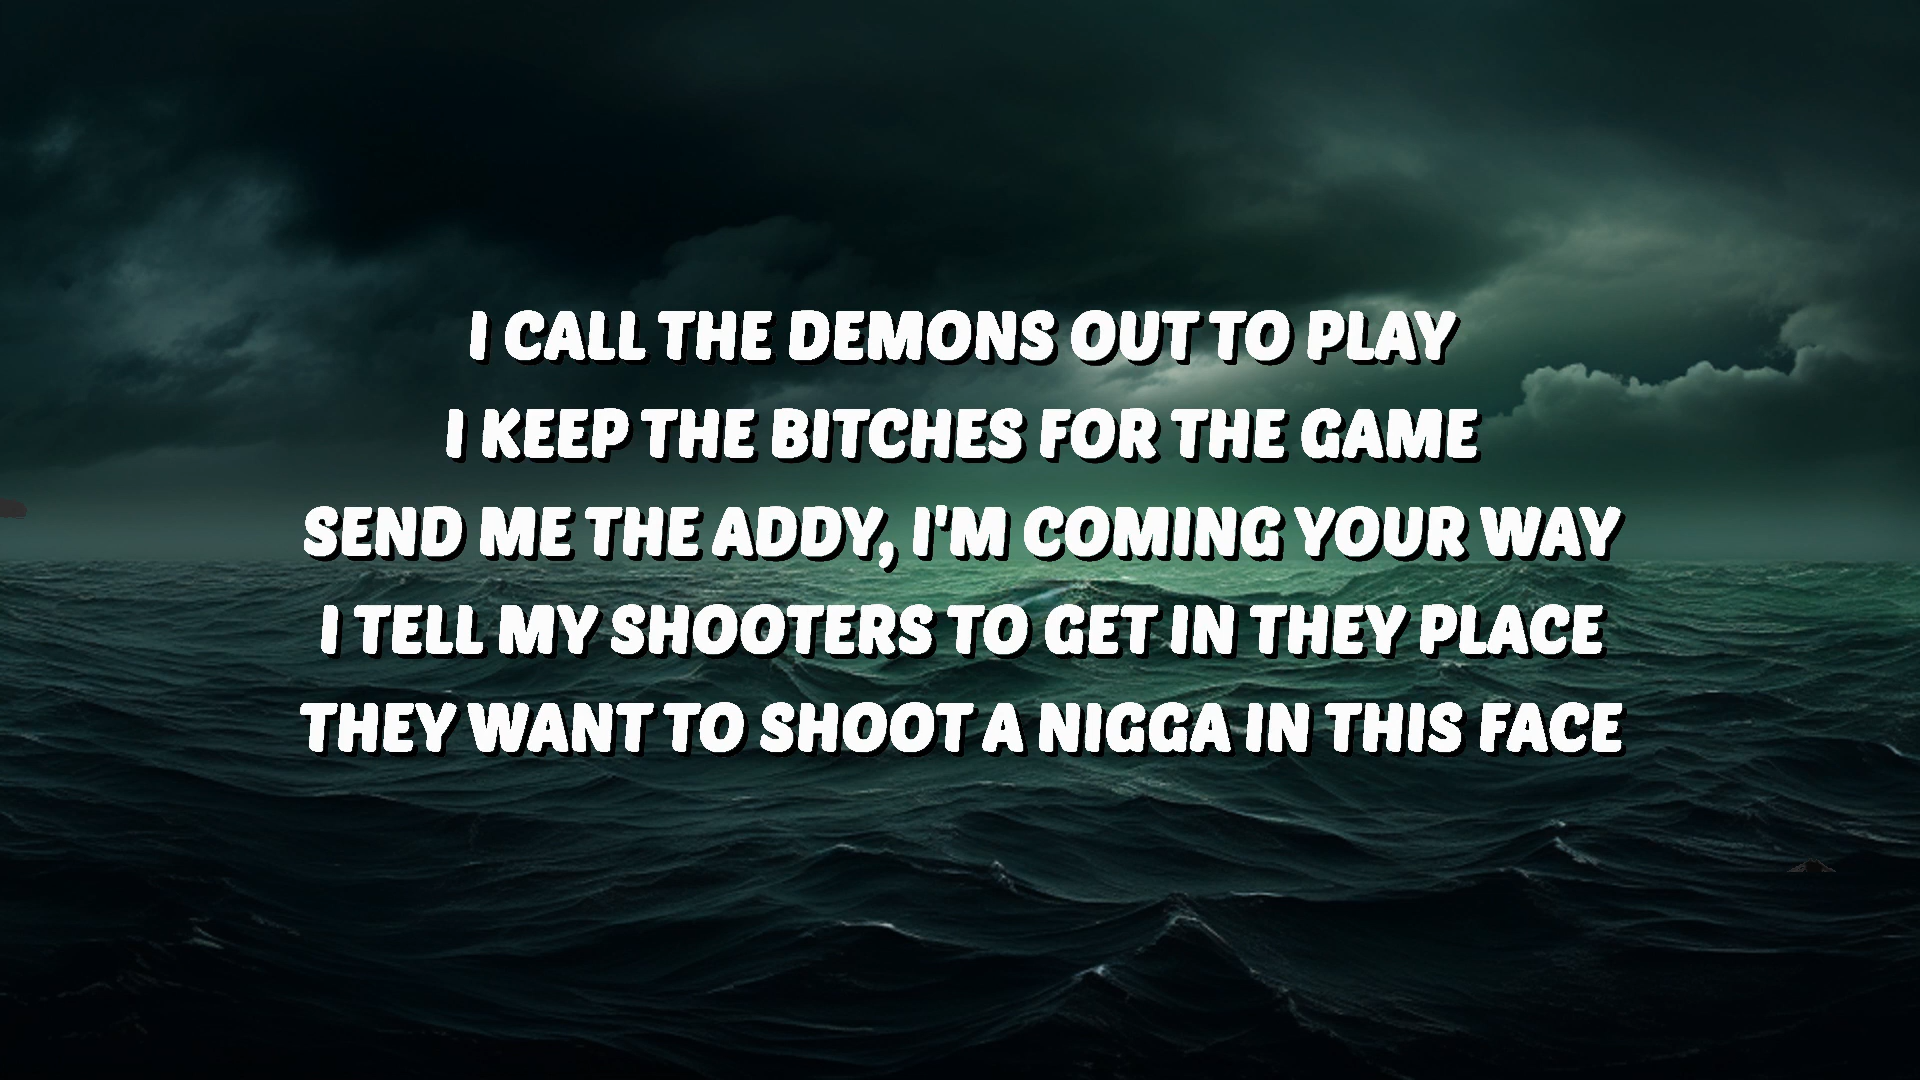 I CALL THE DEMONS OUT TO PLAY
I KEEP THE BITCHES FOR THE GAME
SEND ME THE ADDY, I'M COMING YOUR WAY
I TELL MY SHOOTERS TO GET IN THEY PLACE
THEY WANT TO SHOOT A NIGGA IN THIS FACE